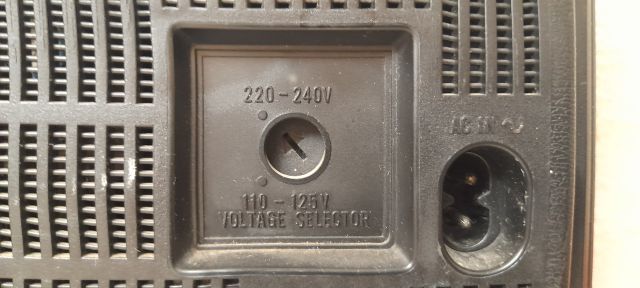 220-240V
AC IN ~
110-125V
VOLTAGE SELECTOR